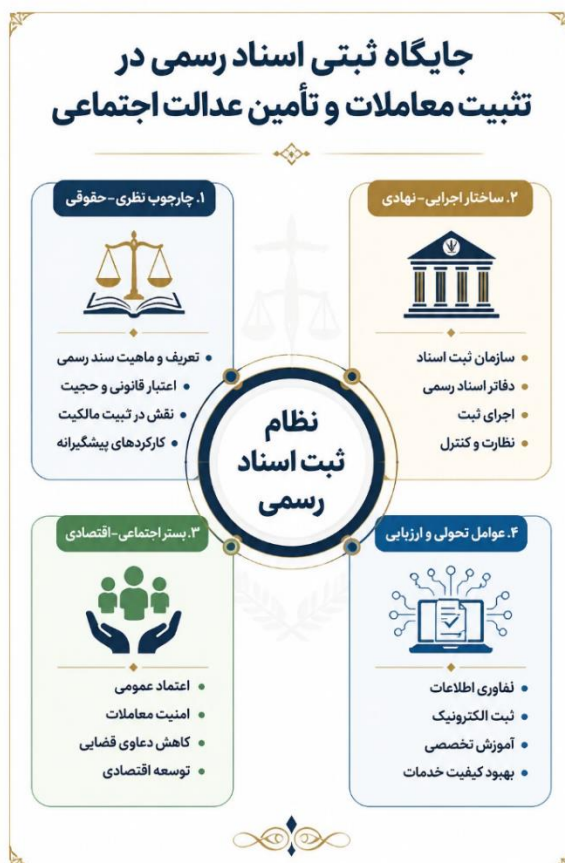 جایگاه ثبتی اسناد رسمی در
تثبیت معاملات و تأمین عدالت اجتماعی
۱. چارچوب نظری-حقوقی
تعریف و ماهیت سند رسمی
اعتبار قانونی و حجیت
نقش در تثبیت مالکیت
کارکردهای پیشگیرانه
۲. ساختار اجرایی-نهادی
سازمان ثبت اسناد
دفاتر اسناد رسمی
اجرای ثبت
نظارت و کنترل
نظام
ثبت اسناد
رسمی
۳. بستر اجتماعی-اقتصادی
اعتماد عمومی
امنیت معاملات
کاهش دعاوی قضایی
توسعه اقتصادی
۴. عوامل تحولی و ارزیابی
نفاوری اطلاعات
ثبت الکترونیک
آموزش تخصصی
بهبود کیفیت خدمات